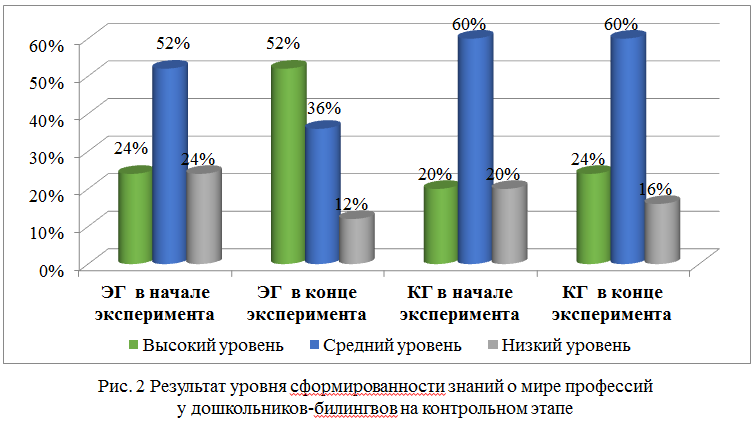 60%
50%
40%
30%
20%
10%
0%
24%
52%
24%
52%
36%
12%
20%
60%
20%
24%
60%
16%
ЭГ в начале
эксперимента
ЭГ в конце
эксперимента
КГ в начале
эксперимента
КГ в конце
эксперимента
Высокий уровень
Средний уровень
Низкий уровень
Рис. 2 Результат уровня сформированности знаний о мире профессий
у дошкольников-билингвов на контрольном этапе